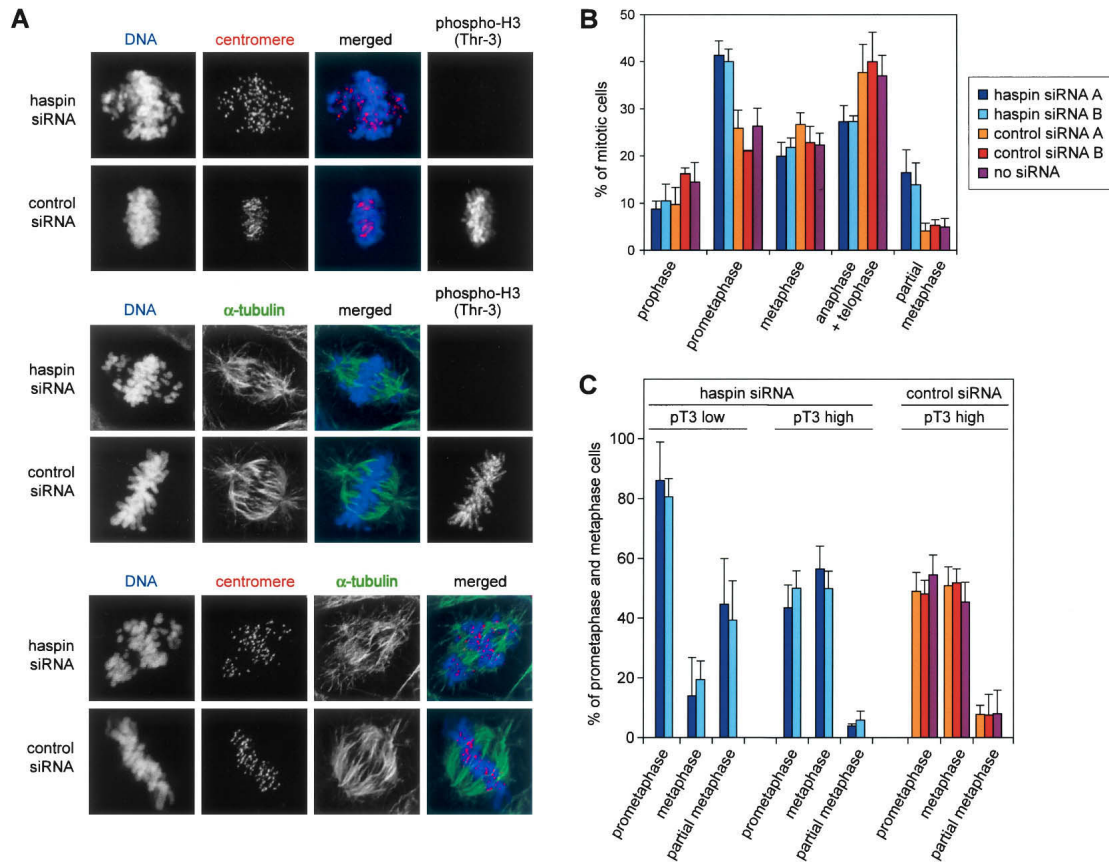 A
DNA
centromere
merged
phospho-H3
(Thr-3)
haspin
siRNA
control
siRNA
DNA
α-tubulin
merged
phospho-H3
(Thr-3)
haspin
siRNA
control
siRNA
DNA
centromere
α-tubulin
merged
haspin
siRNA
control
siRNA
B
% of mitotic cells
50
40
30
20
10
0
prophase
prometaphase
metaphase
anaphase
+ telophase
partial
metaphase
haspin siRNA A
haspin siRNA B
control siRNA A
control siRNA B
no siRNA
C
haspin siRNA
control siRNA
pT3 low
pT3 high
pT3 high
% of prometaphase and metaphase cells
100
80
60
40
20
0
prometaphase
metaphase
partial metaphase
prometaphase
metaphase
partial metaphase
prometaphase
metaphase
partial metaphase